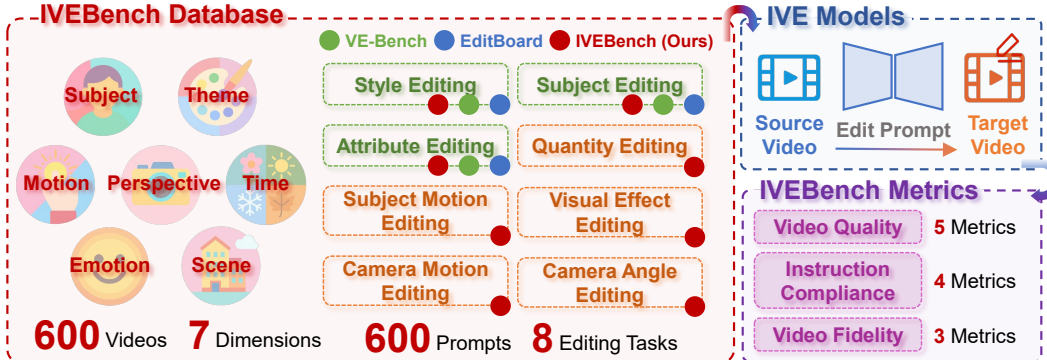 IVEBench Database
VE-Bench
EditBoard
IVEBench (Ours)
Subject
Theme
Motion
Perspective
Time
Emotion
Scene
Style Editing
Subject Editing
Attribute Editing
Quantity Editing
Subject Motion
Editing
Visual Effect
Editing
Camera Motion
Editing
Camera Angle
Editing
600 Videos
7 Dimensions
600 Prompts
8 Editing Tasks
IVE Models
Source
Video
Edit Prompt
Target
Video
IVEBench Metrics
Video Quality
5 Metrics
Instruction
Compliance
4 Metrics
Video Fidelity
3 Metrics